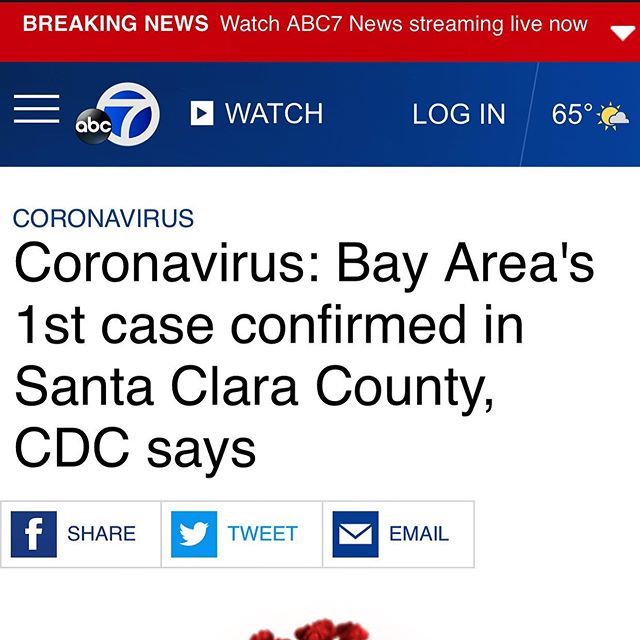 BREAKING NEWS Watch ABC7 News streaming live now
abc 7 WATCH LOG IN 65°
CORONAVIRUS
Coronavirus: Bay Area's
1st case confirmed in
Santa Clara County,
CDC says
f SHARE TWEET EMAIL